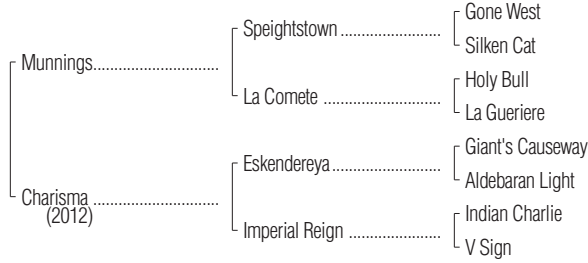 Munnings
Charisma
(2012)
Speightstown
La Comete
Eskendereya
Imperial Reign
Gone West
Silken Cat
Holy Bull
La Gueriere
Giant's Causeway
Aldebaran Light
Indian Charlie
V Sign